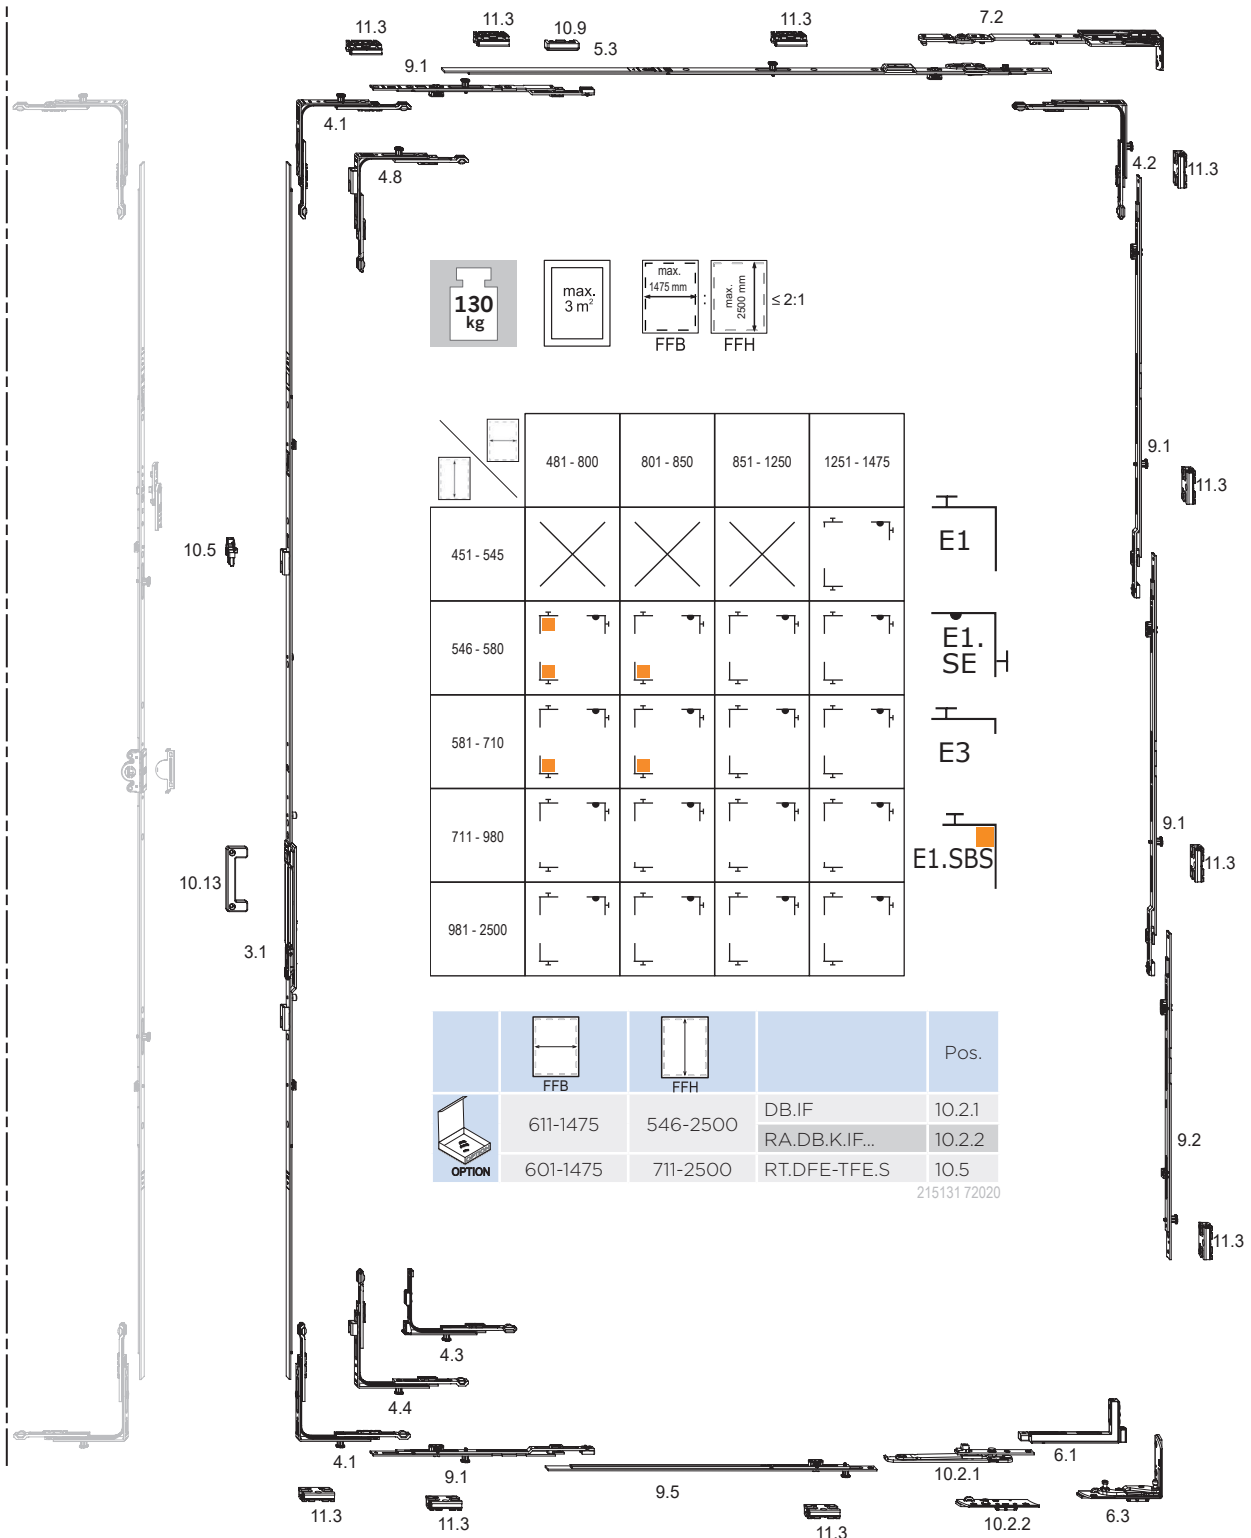 11.3
11.3
10.9
5.3
11.3
7.2
9.1
4.1
4.8
4.2
11.3
130
kg
max.
3 m²
max.
1475 mm
FFB
:
max.
2500 mm
FFH
≤ 2:1
481 - 800
801 - 850
851 - 1250
1251 - 1475
451 - 545
546 - 580
581 - 710
711 - 980
981 - 2500
E1
E1.
SE
E3
E1.SBS
9.1
11.3
10.5
9.1
11.3
10.13
3.1
FFB
FFH
Pos.
OPTION
611-1475
546-2500
DB.IF
10.2.1
RA.DB.K.IF...
10.2.2
601-1475
711-2500
RT.DFE-TFE.S
10.5
215131 72020
9.2
11.3
4.3
4.4
4.1
9.1
9.5
10.2.1
6.1
11.3
11.3
11.3
10.2.2
6.3